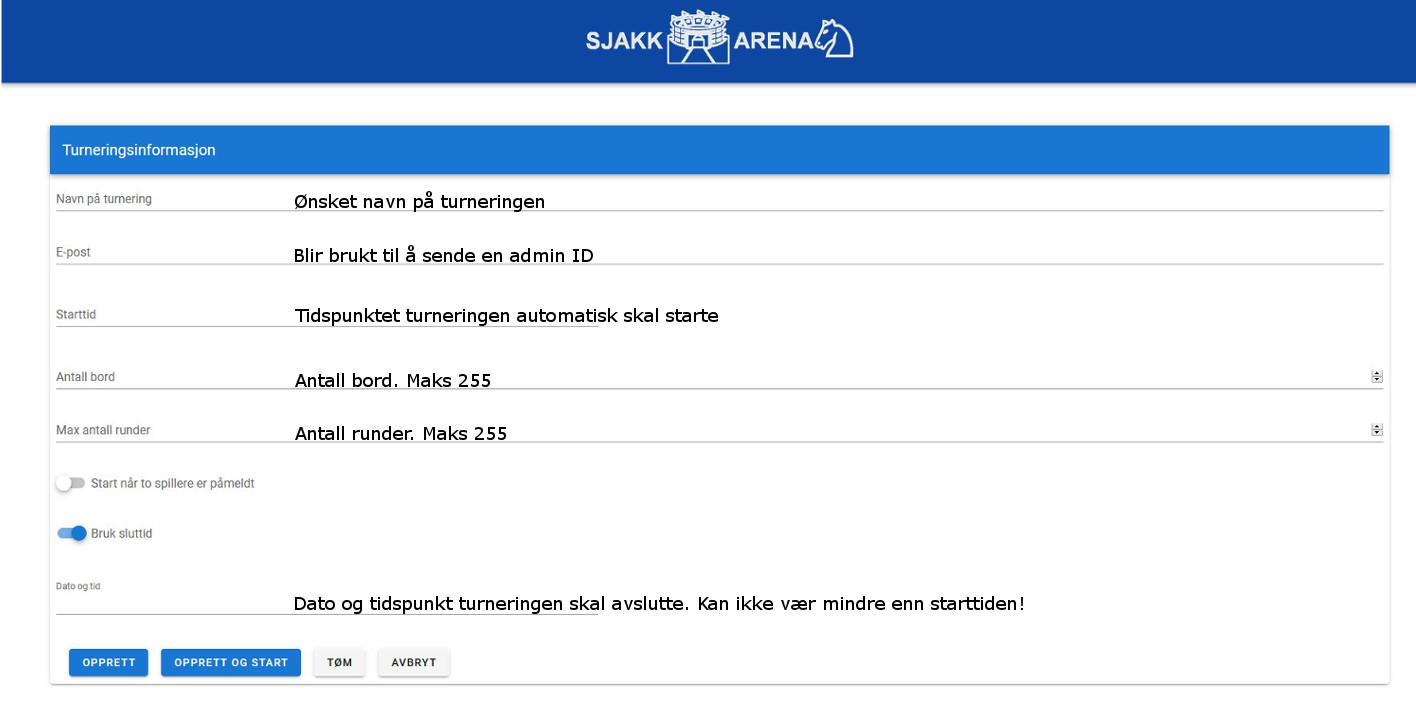 SJAKK ARENA
Turneringsinformasjon
Navn på turnering Ønsket navn på turneringen
E-post Blir brukt til å sende en admin ID
Starttid Tidspunktet turneringen automatisk skal starte
Antall bord Antall bord. Maks 255
Max antall runder Antall runder. Maks 255
Start når to spillere er påmeldt
Bruk sluttid
Dato og tid
Dato og tidspunkt turneringen skal avslutte. Kan ikke vær mindre enn starttiden!
OPPRETT OPPRETT OG START TØM AVBRYT